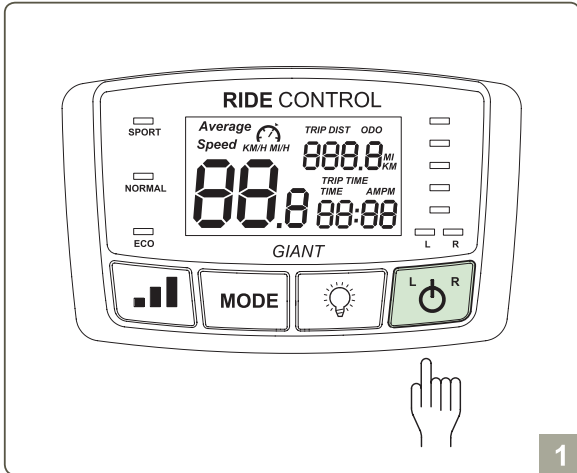 RIDE CONTROL
SPORT
NORMAL
ECO
Average
Speed KM/H MI/H
88.8
TRIP DIST ODO
888.8 MI
KM
TRIP TIME
TIME AMPM
88:88
L R
GIANT
MODE
L R
1